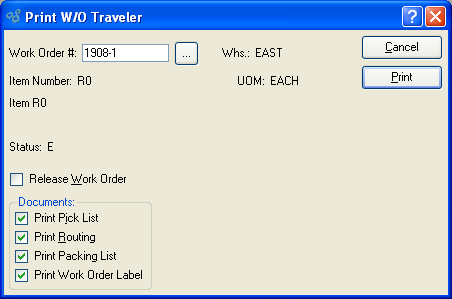 Print W/O Traveler
Work Order #: 1908-1 ... Whs.: EAST Cancel
Item Number: R0 UOM: EACH Print
Item R0
Status: E
Release Work Order
Documents:
Print Pick List
Print Routing
Print Packing List
Print Work Order Label